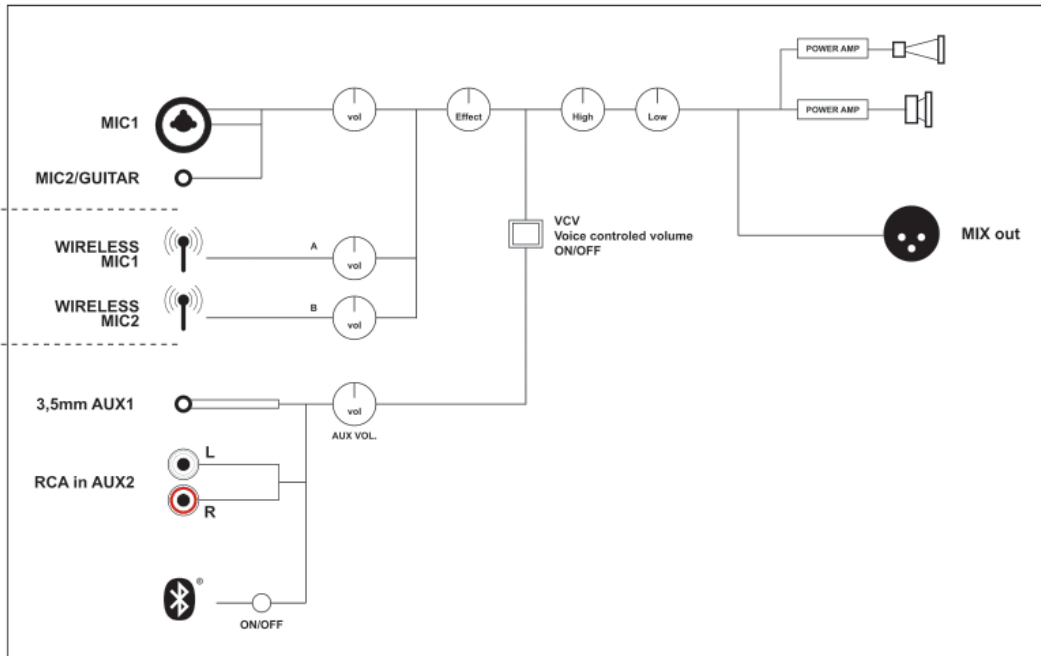 POWER AMP
MIC1
vol
Effect
High
Low
POWER AMP
MIC2/GUITAR
VCV
Voice controled volume
ON/OFF
MIX out
WIRELESS
MIC1
A
vol
WIRELESS
MIC2
B
vol
3,5mm AUX1
vol
AUX VOL.
RCA in AUX2
L
R
®
ON/OFF